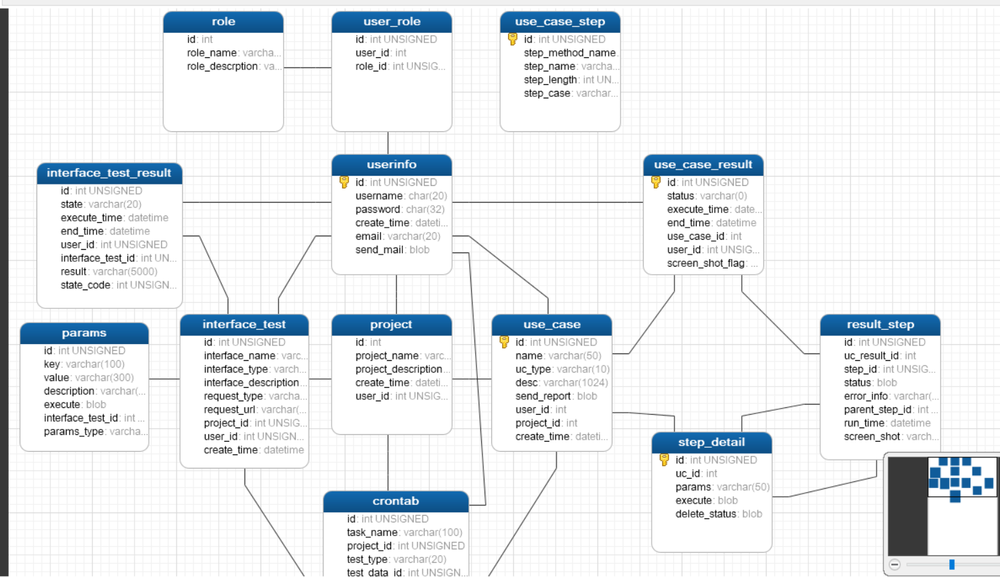 role
id: int
role_name: varcha...
role_descrption: va...
user_role
id: int UNSIGNED
user_id: int
role_id: int UNSIG...
use_case_step
id: int UNSIGNED
step_method_name.
step_name: varcha...
step_length: int UN...
step_case: varchar...
interface_test_result
id: int UNSIGNED
state: varchar(20)
execute_time: datetime
end_time: datetime
user_id: int UNSIGNED
interface_test_id: int UN...
result: varchar(5000)
state_code: int UNSIGN...
userinfo
id: int UNSIGNED
username: char(20)
password: char(32)
create_time: dateti...
email: varchar(20)
send_mail: blob
use_case_result
id: int UNSIGNED
status: varchar(0)
execute_time: date...
end_time: datetime
use_case_id: int
user_id: int UNSIG...
screen_shot_flag: ...
params
id: int UNSIGNED
key: varchar(100)
value: varchar(300)
description: varchar(...
execute: blob
interface_test_id: int ...
params_type: varcha...
interface_test
id: int UNSIGNED
interface_name: varc...
interface_type: varch...
interface_description...
request_type: varcha...
request_url: varchar(...
project_id: int UNSIG...
user_id: int UNSIGN...
create_time: datetime
project
id: int
project_name: varc...
project_description...
create_time: dateti...
user_id: int UNSIG...
use_case
id: int UNSIGNED
name: varchar(50)
uc_type: varchar(10)
desc: varchar(1024)
send_report: blob
user_id: int
project_id: int
create_time: dateti...
result_step
id: int UNSIGNED
uc_result_id: int
step_id: int UNSIG...
status: blob
error_info: varchar(...
parent_step_id: int ...
run_time: datetime
screen_shot: varch...
step_detail
id: int UNSIGNED
uc_id: int
params: varchar(50)
execute: blob
delete_status: blob
crontab
id: int UNSIGNED
task_name: varchar(100)
project_id: int UNSIGNED
test_type: varchar(20)
test_data_id: int UNSIGN...